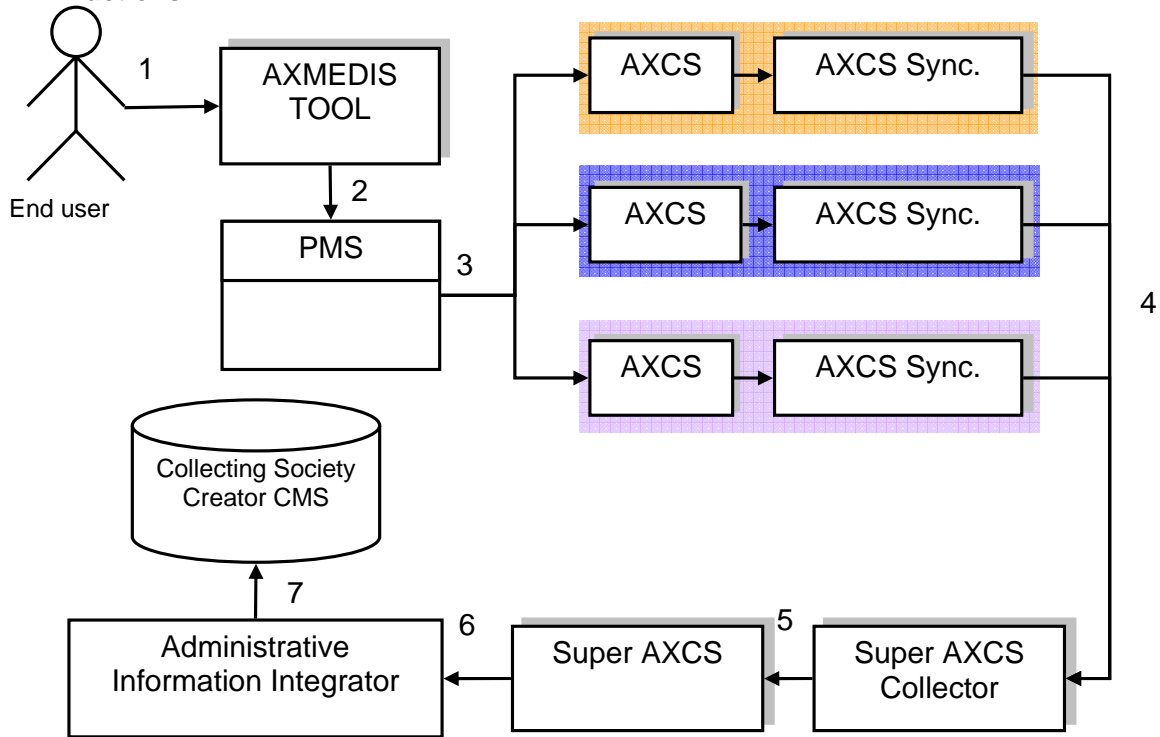 1
AXMEDIS
TOOL
End user
2
PMS
3
AXCS
AXCS Sync.
AXCS
AXCS Sync.
AXCS
AXCS Sync.
4
Collecting Society
Creator CMS
7
Administrative
Information Integrator
6
Super AXCS
5
Super AXCS
Collector